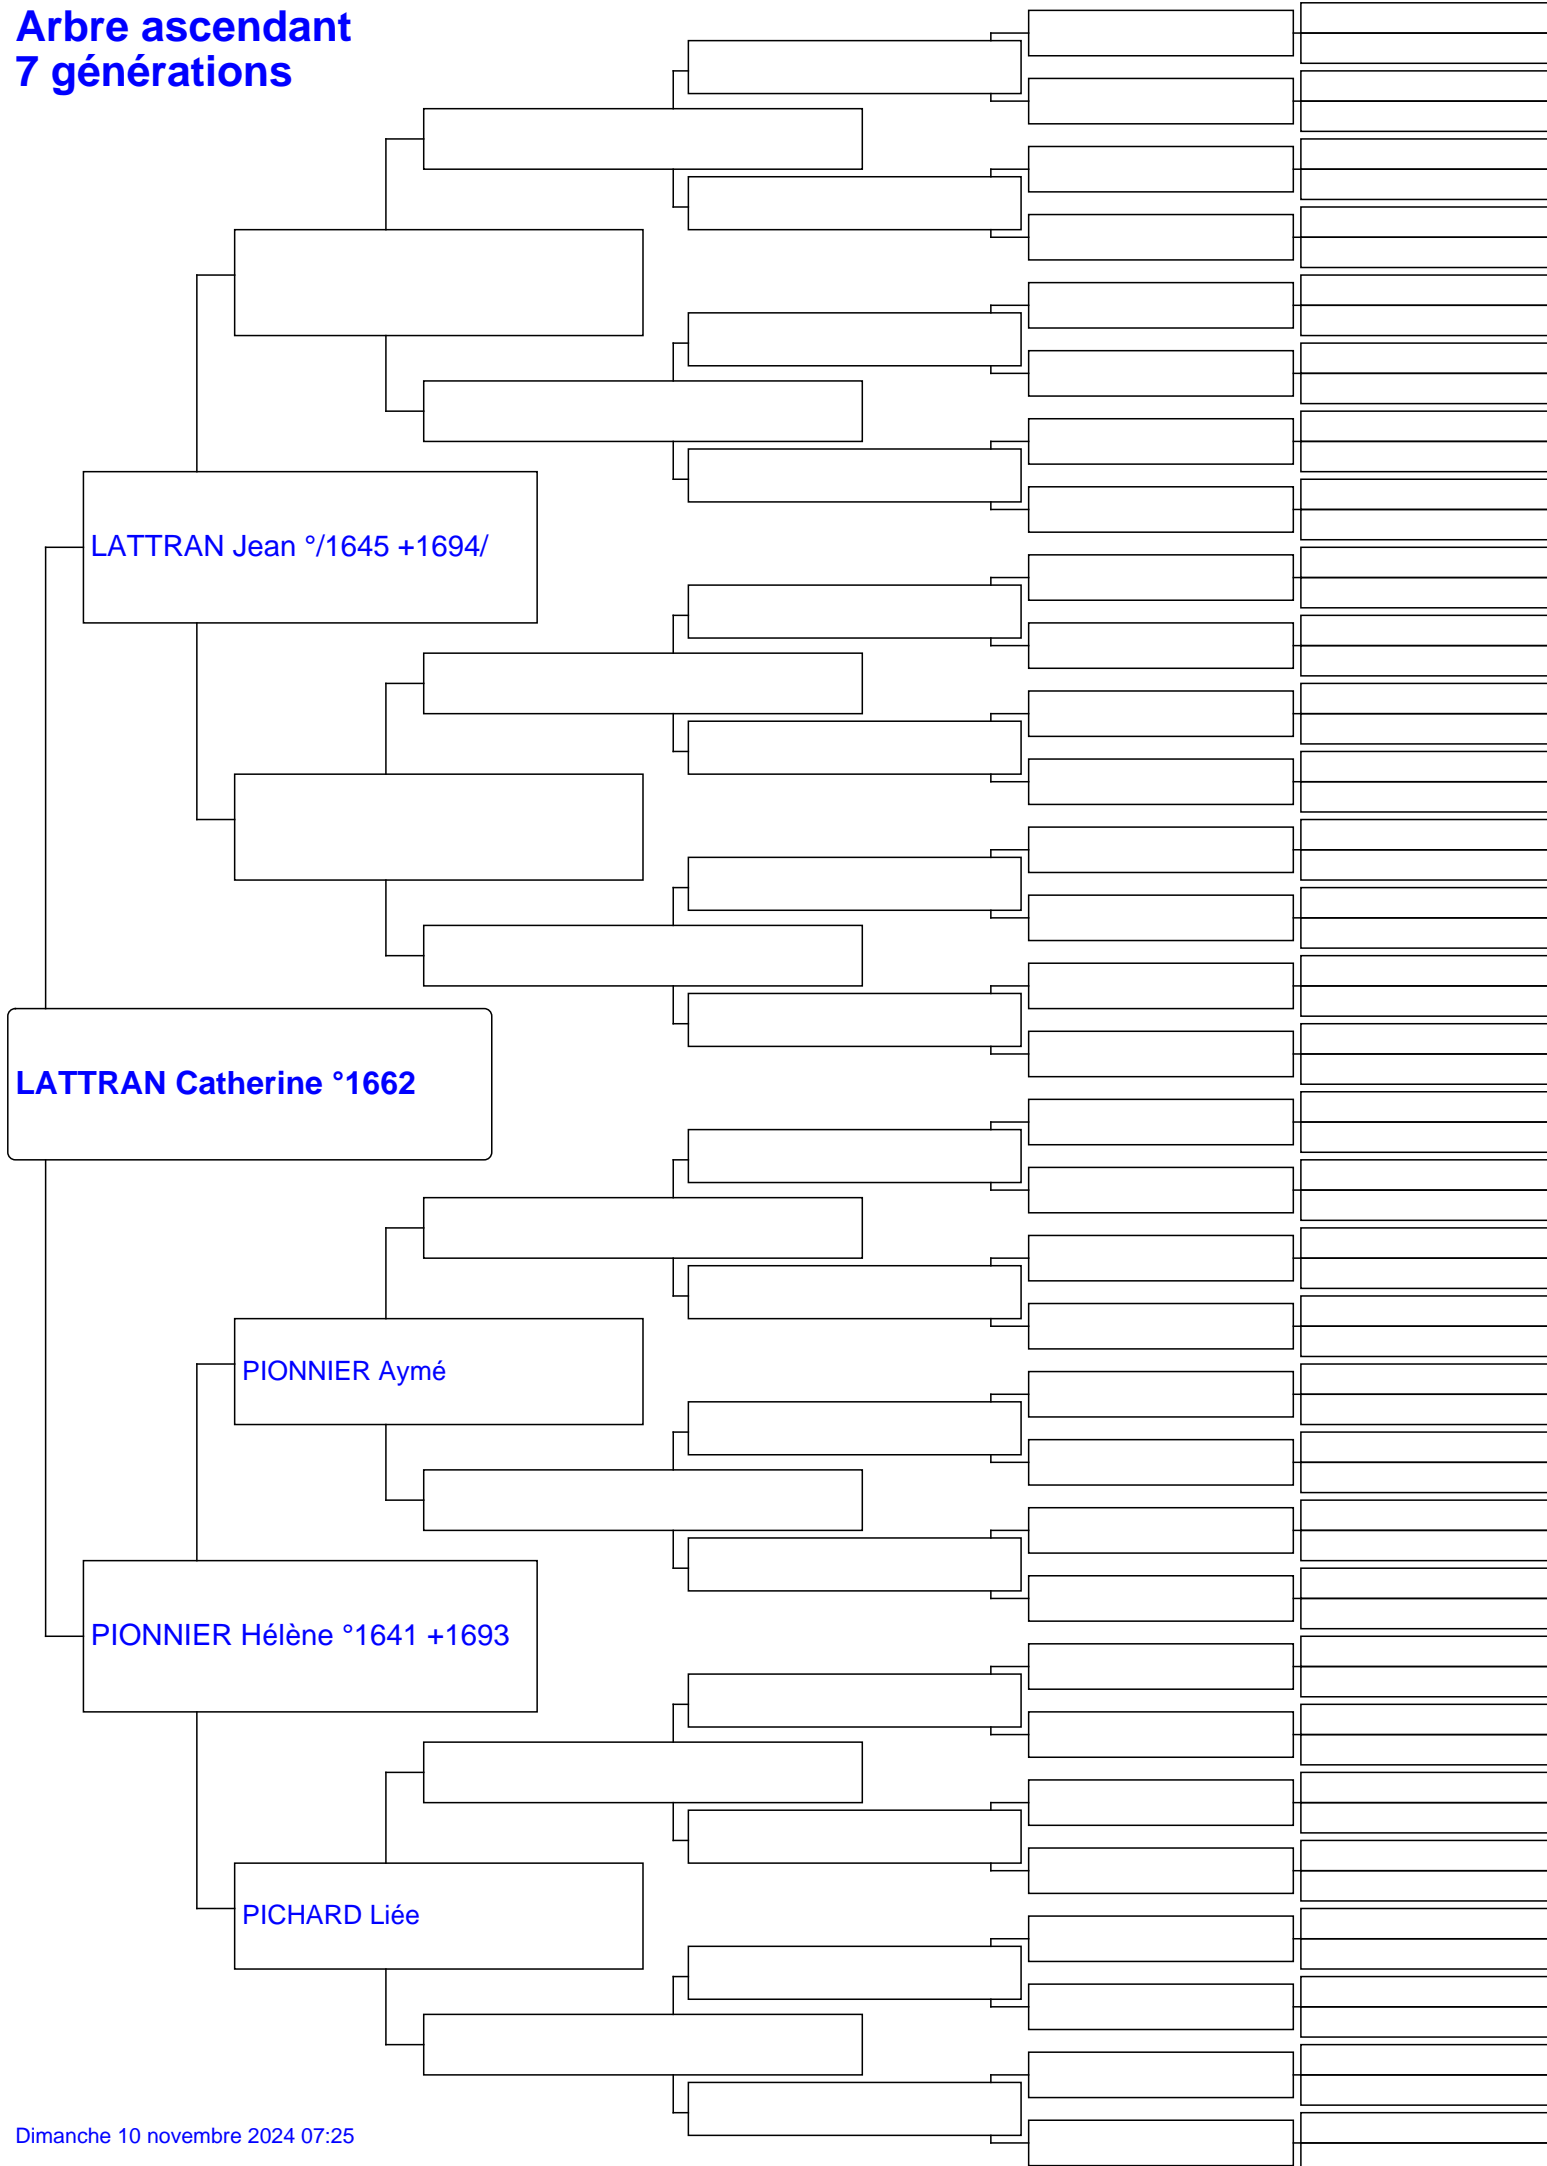 Arbre ascendant
7 générations
LATTRAN Jean °/1645 +1694/
LATTRAN Catherine °1662
PIONNIER Aymé
PIONNIER Hélène °1641 +1693
PICHARD Liée
Dimanche 10 novembre 2024 07:25